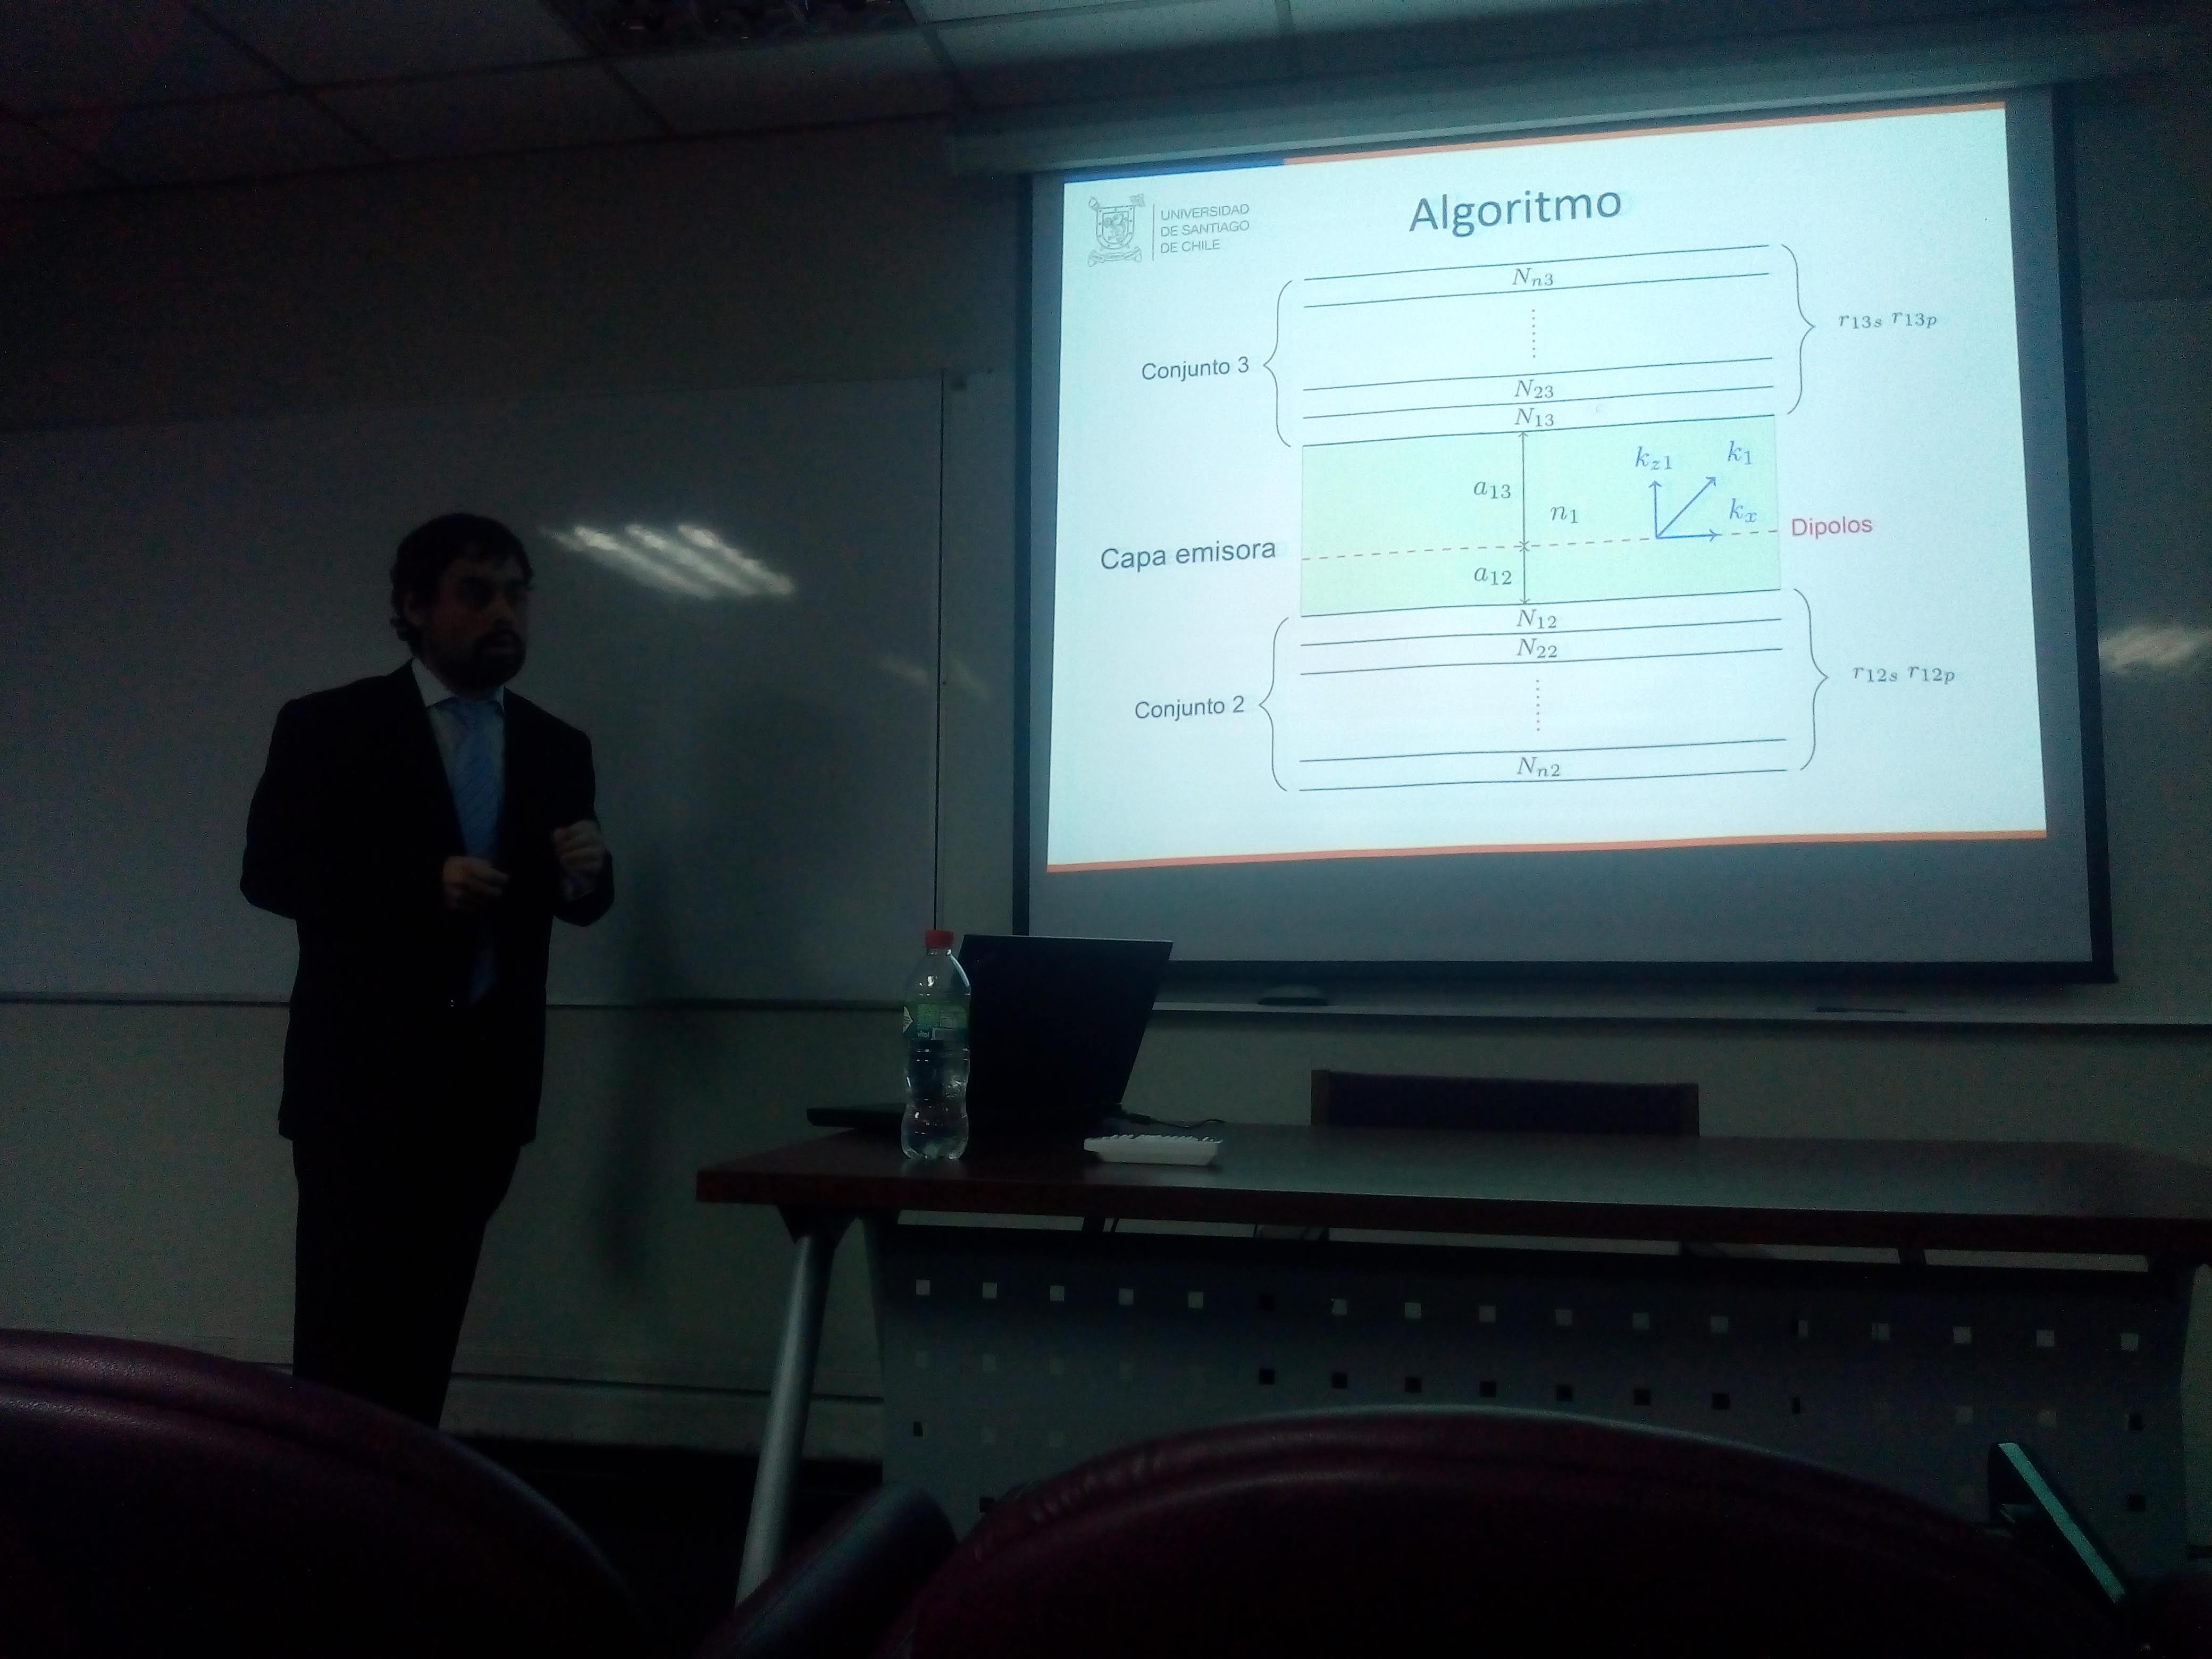 UNIVERSIDAD
DE SANTIAGO
DE CHILE
Algoritmo
N_{n3}
r_{13s} r_{13p}
Conjunto 3
N_{23}
N_{13}
k_{z1} k_1
a_{13}
n_1
k_x
Dipolos
Capa emisora
a_{12}
N_{12}
N_{22}
r_{12s} r_{12p}
Conjunto 2
N_{n2}